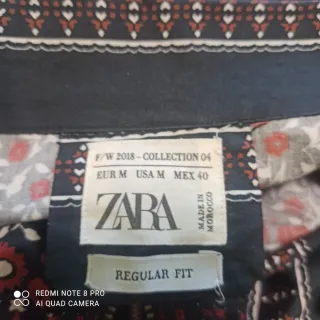 F/W 2018 - COLLECTION 04
EUR M USA M MEX 40
ZARA
MADE IN
MOROCCO
REGULAR FIT
REDMI NOTE 8 PRO
AI QUAD CAMERA